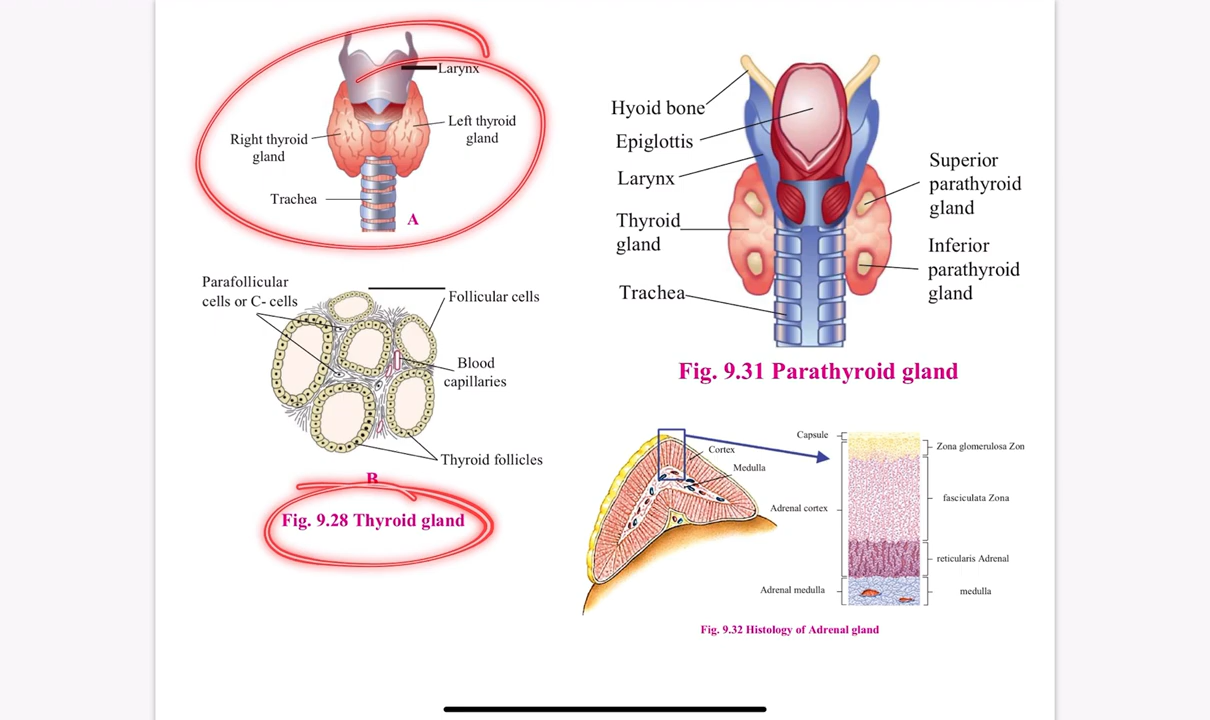 Larynx
Left thyroid
gland
Right thyroid
gland
Trachea
A
Parafollicular
cells or C- cells
Follicular cells
Blood
capillaries
Thyroid follicles
B
Fig. 9.28 Thyroid gland
Hyoid bone
Epiglottis
Larynx
Thyroid
gland
Trachea
Superior
parathyroid
gland
Inferior
parathyroid
gland
Fig. 9.31 Parathyroid gland
Cortex
Medulla
Capsule
Adrenal cortex
Adrenal medulla
Zona glomerulosa Zon
fasciculata Zona
reticularis Adrenal
medulla
Fig. 9.32 Histology of Adrenal gland